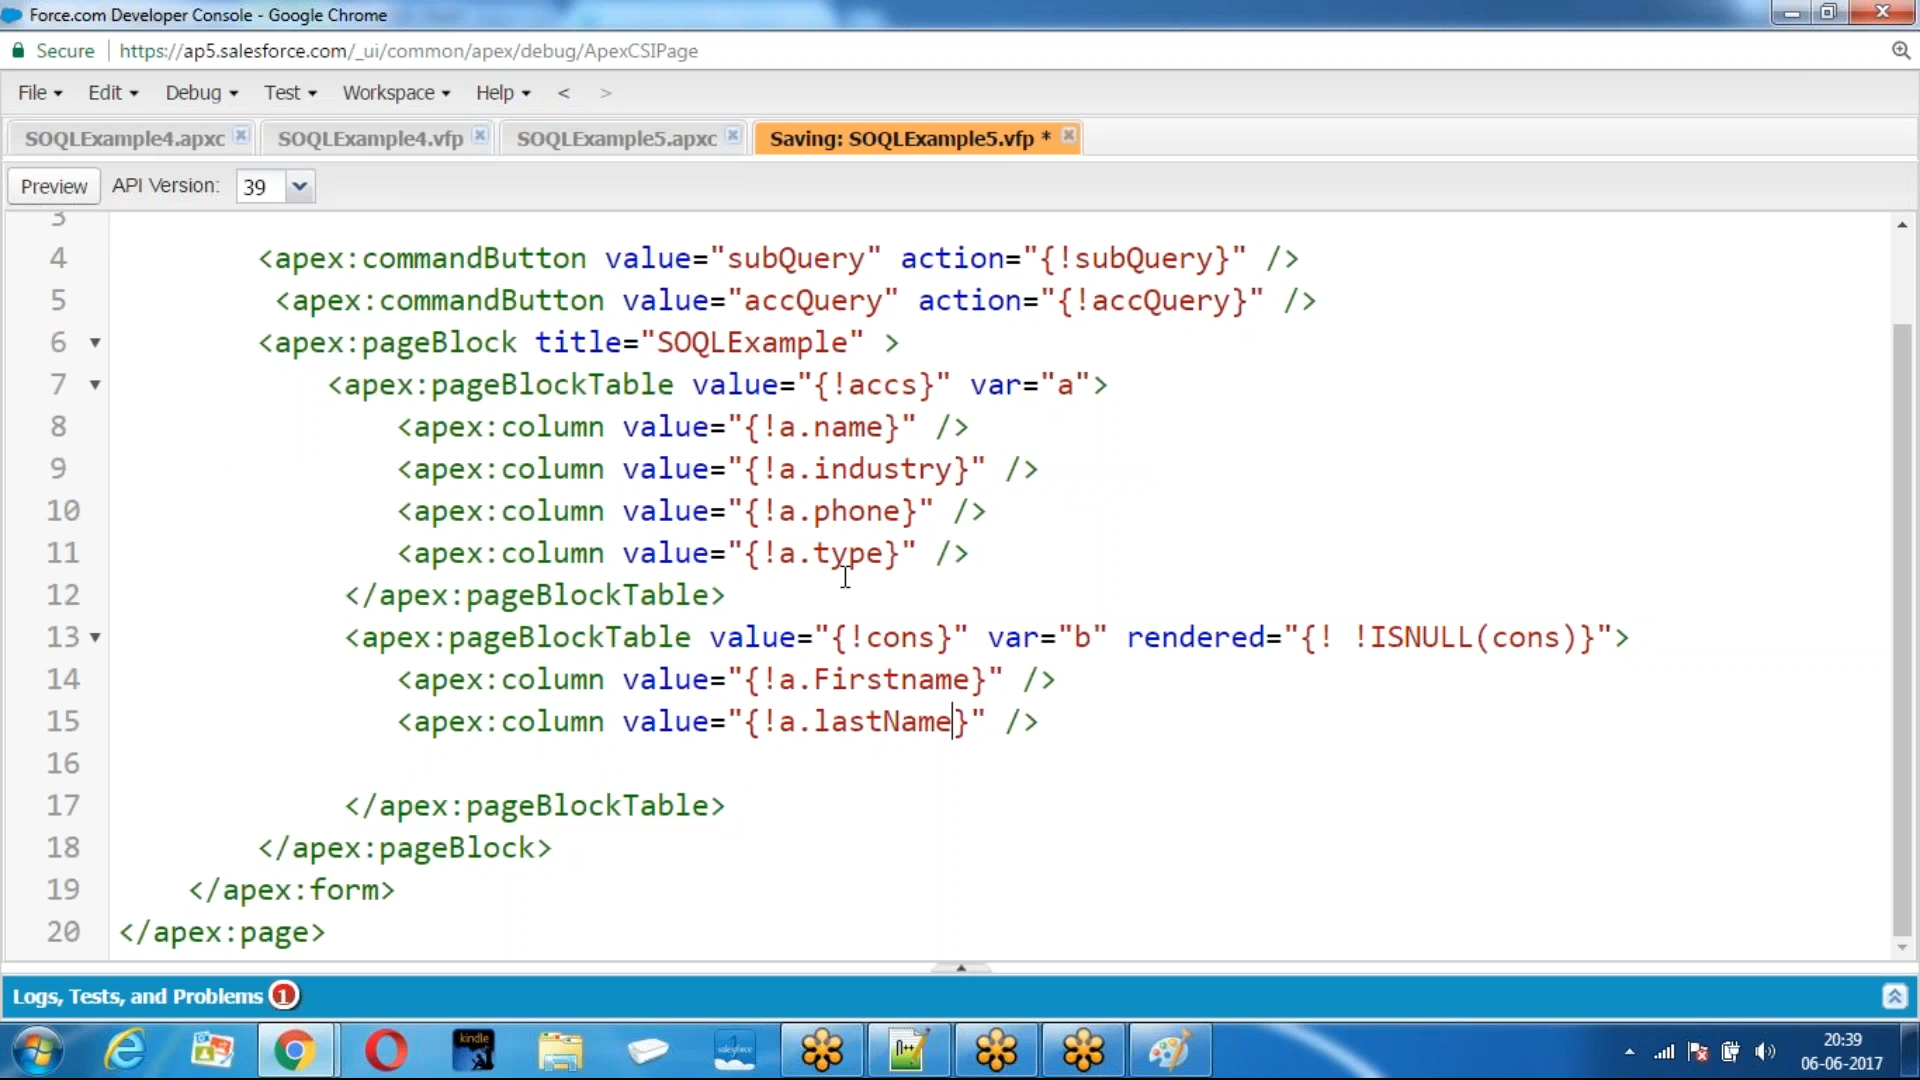 Force.com Developer Console - Google Chrome
Secure https://ap5.salesforce.com/_ui/common/apex/debug/ApexCSIPage
File Edit Debug Test Workspace Help < >
SOQLExample4.apxc SOQLExample4.vfp SOQLExample5.apxc Saving: SOQLExample5.vfp *
Preview API Version: 39
3
4 <apex:commandButton value="subQuery" action="{!subQuery}" />
5 <apex:commandButton value="accQuery" action="{!accQuery}" />
6 <apex:pageBlock title="SOQLExample" >
7 <apex:pageBlockTable value="{!accs}" var="a">
8 <apex:column value="{!a.name}" />
9 <apex:column value="{!a.industry}" />
10 <apex:column value="{!a.phone}" />
11 <apex:column value="{!a.type}" />
12 </apex:pageBlockTable>
13 <apex:pageBlockTable value="{!cons}" var="b" rendered="{! !ISNULL(cons)}">
14 <apex:column value="{!a.Firstname}" />
15 <apex:column value="{!a.lastName}" />
16
17 </apex:pageBlockTable>
18 </apex:pageBlock>
19 </apex:form>
20 </apex:page>
Logs, Tests, and Problems 1
kindle
salesforce
n++
20:39
06-06-2017